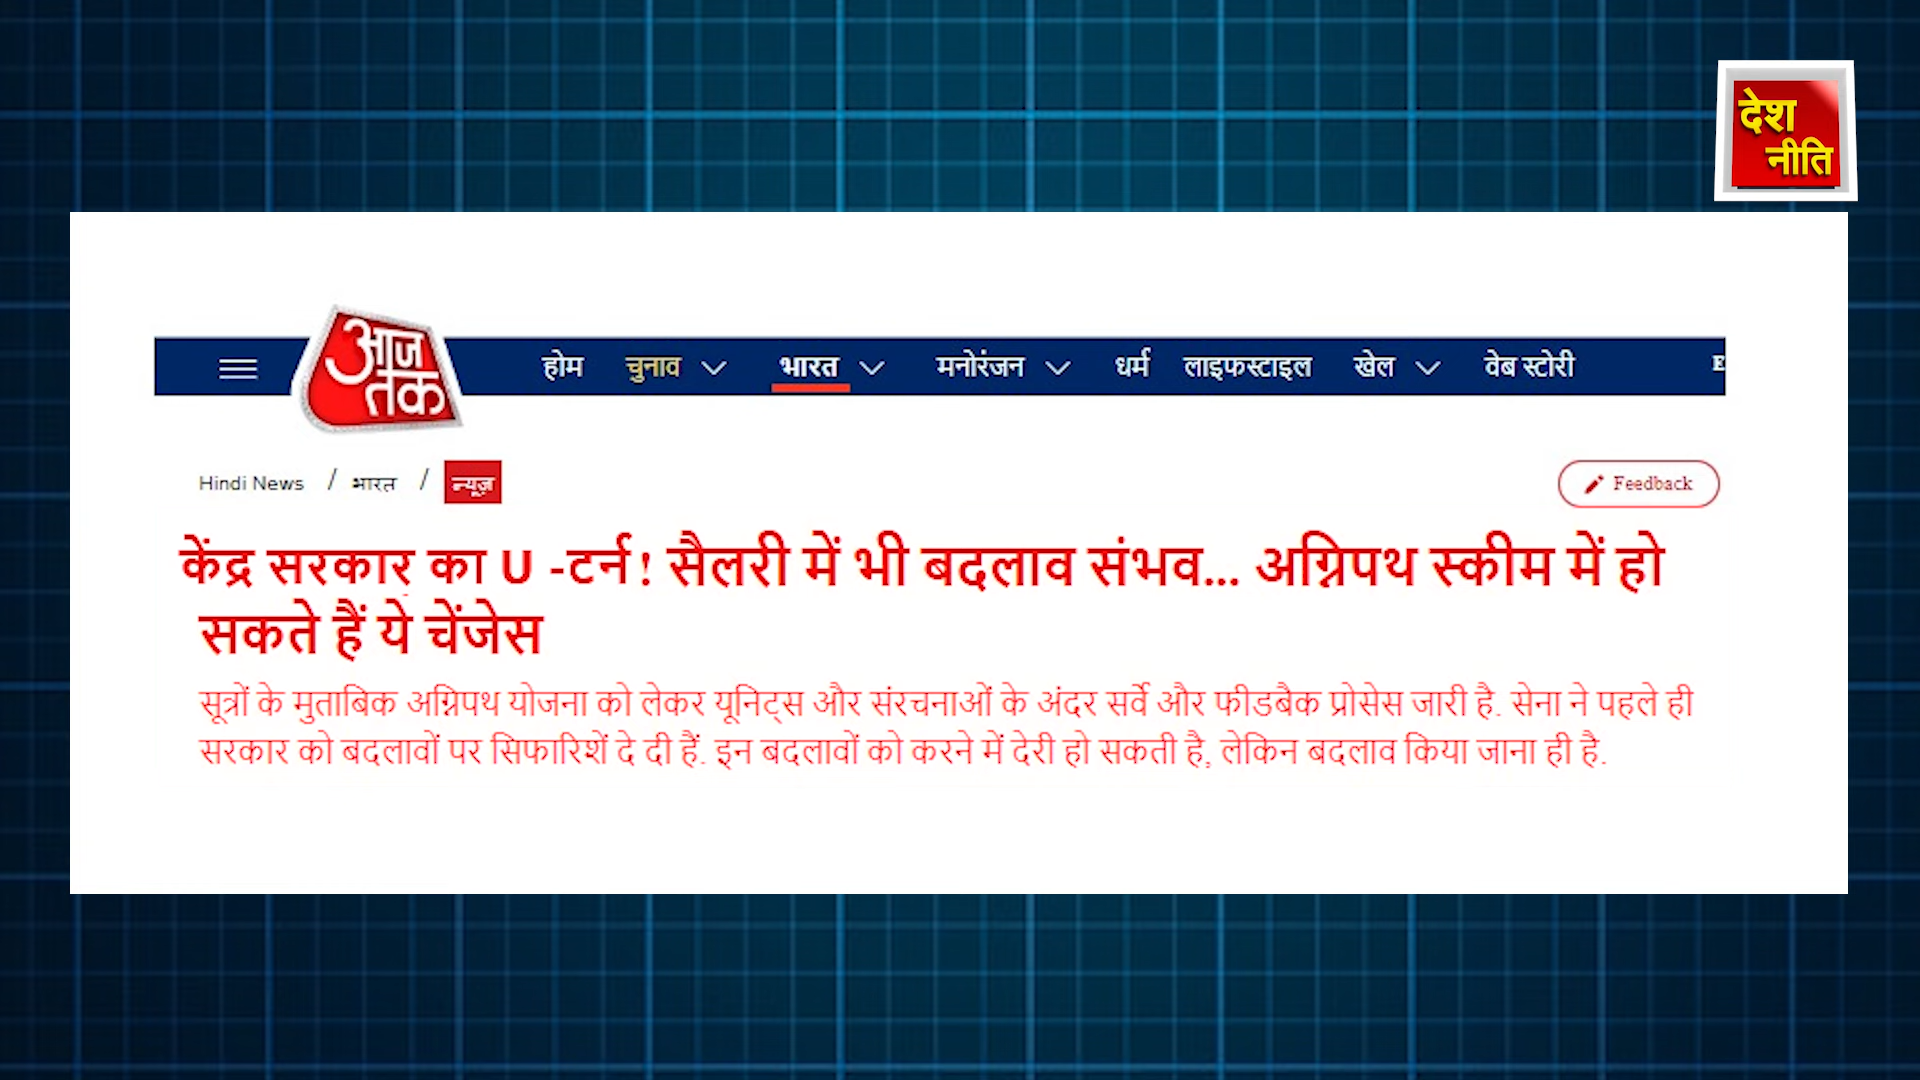 देश
नीति
आज
तक
होम चुनाव भारत मनोरंजन धर्म लाइफस्टाइल खेल वेब स्टोरी E
Hindi News / भारत / न्यूज़
Feedback
केंद्र सरकार का U -टर्न! सैलरी में भी बदलाव संभव... अग्निपथ स्कीम में हो
सकते हैं ये चेंजेस
सूत्रों के मुताबिक अग्निपथ योजना को लेकर यूनिट्स और संरचनाओं के अंदर सर्वे और फीडबैक प्रोसेस जारी है. सेना ने पहले ही
सरकार को बदलावों पर सिफारिशें दे दी हैं. इन बदलावों को करने में देरी हो सकती है, लेकिन बदलाव किया जाना ही है.